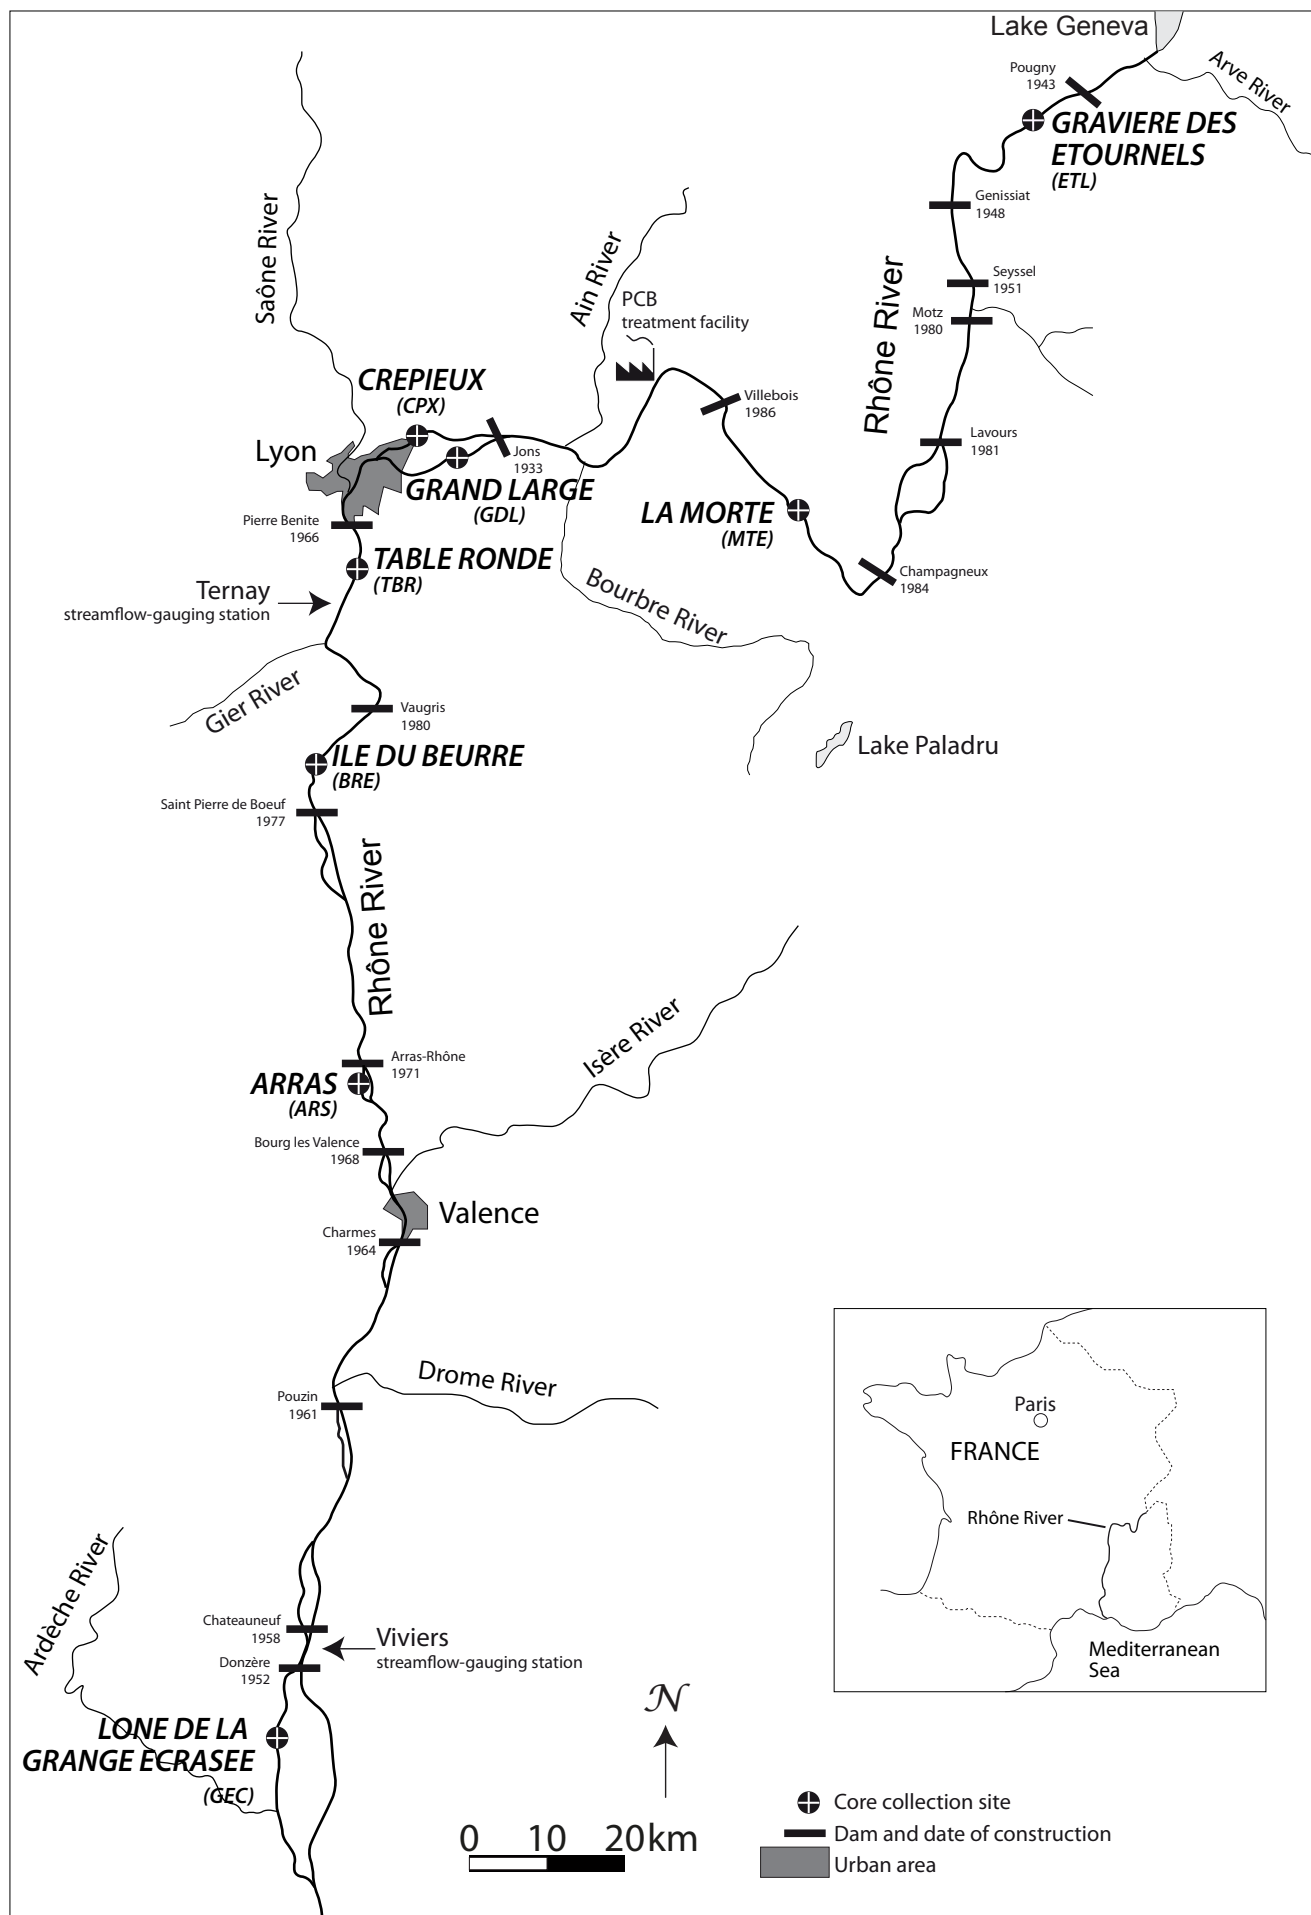 Lake Geneva
Pougny
1943
Arve River
GRAVIERE DES
ETOURNELS
(ETL)
Genissiat
1948
Saône River
Ain River
Seyssel
1951
PCB
treatment facility
Motz
1980
Rhône River
CREPIEUX
(CPX)
Villebois
1986
Lyon
Jons
1933
Lavours
1981
GRAND LARGE
(GDL)
LA MORTE
(MTE)
Pierre Benite
1966
TABLE RONDE
(TBR)
Champagneux
1984
Ternay
streamflow-gauging station
Bourbre River
Gier River
Vaugris
1980
Lake Paladru
ILE DU BEURRE
(BRE)
Saint Pierre de Boeuf
1977
Rhône River
Isère River
Arras-Rhône
1971
ARRAS
(ARS)
Bourg les Valence
1968
Valence
Charmes
1964
Drome River
Pouzin
1961
Paris
FRANCE
Rhône River
Mediterranean
Sea
Ardèche River
Chateauneuf
1958
Viviers
streamflow-gauging station
Donzère
1952
LONE DE LA
GRANGE ECRASEE
(GEC)
N
0 10 20 km
Core collection site
Dam and date of construction
Urban area